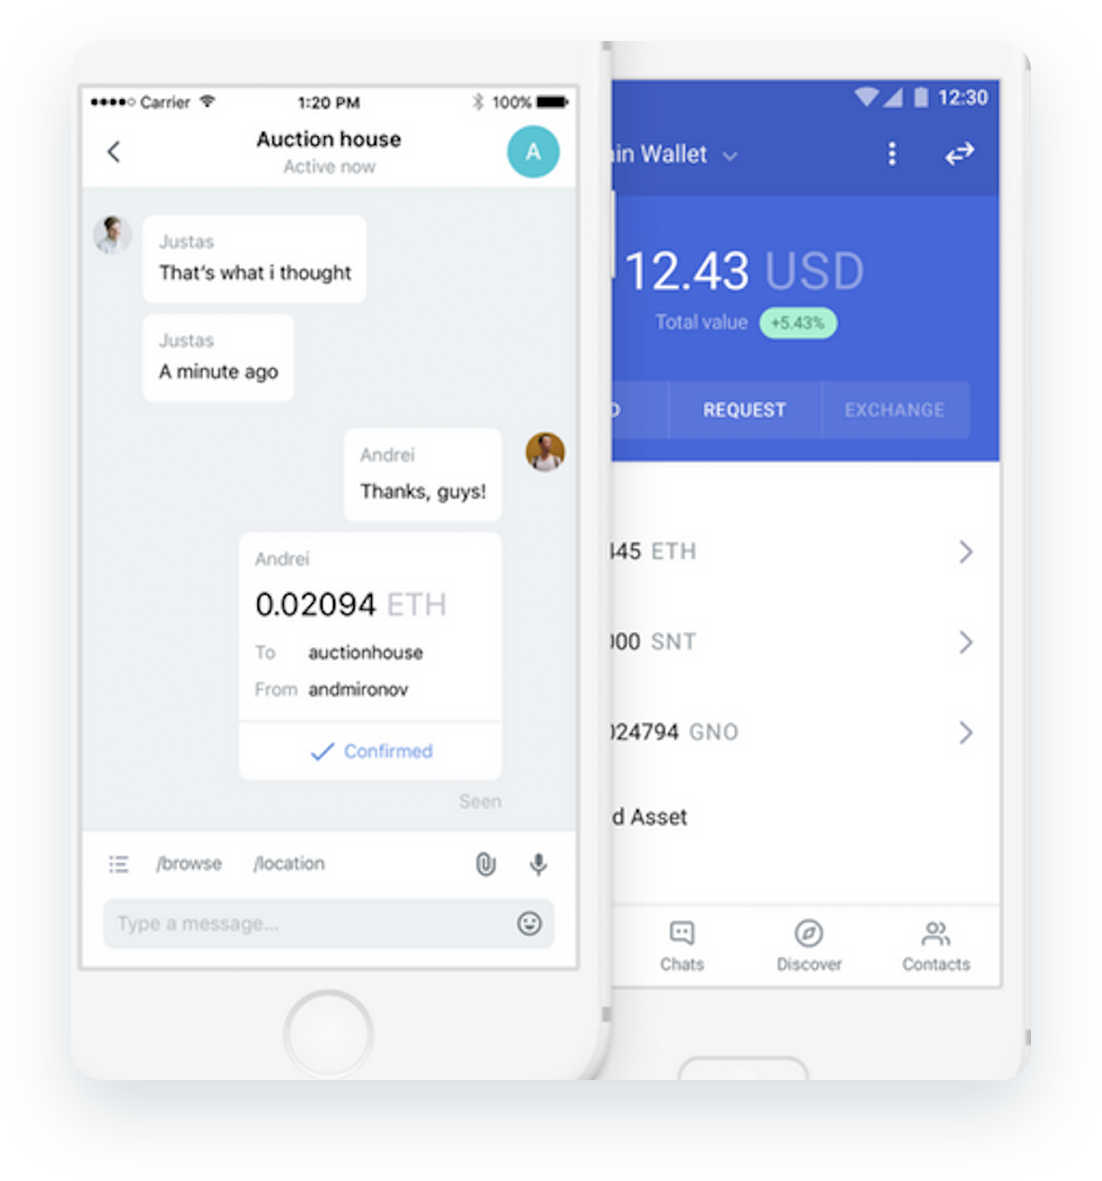 Carrier 1:20 PM 100%
Auction house
Active now
A
Justas
That's what i thought
Justas
A minute ago
Andrei
Thanks, guys!
Andrei
0.02094 ETH
To auctionhouse
From andmironov
Confirmed
Seen
/browse /location
Type a message...
12:30
Wallet
12.43 USD
Total value +5.43%
REQUEST EXCHANGE
45 ETH
00 SNT
24794 GNO
Asset
Chats Discover Contacts